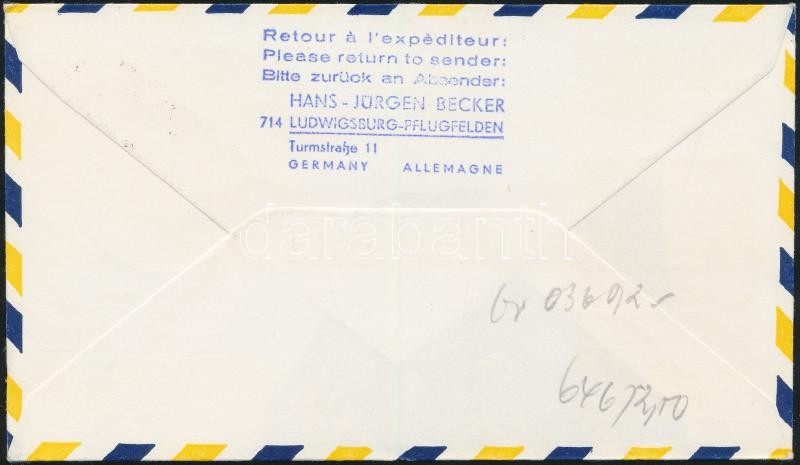 Retour à l'expèditeur:
Please return to sender:
Bitte zurück an Absender:
HANS - JÜRGEN BECKER
714 LUDWIGSBURG-PFLUGFELDEN
Turmstraße 11
GERMANY ALLEMAGNE
darabanth